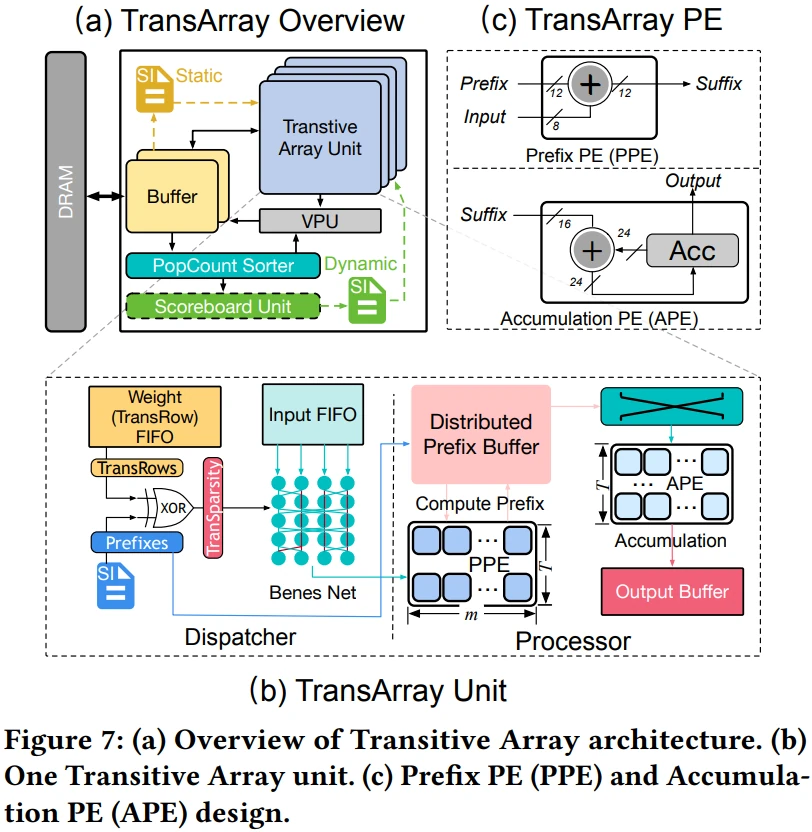 (a) TransArray Overview
DRAM
SI
Static
Transtive
Array Unit
Buffer
VPU
PopCount Sorter
Dynamic
Scoreboard Unit
SI
(c) TransArray PE
Prefix
12
+
12
Suffix
Input
8
Prefix PE (PPE)
Output
Suffix
16
+
24
Acc
24
Accumulation PE (APE)
Weight
(TransRow)
FIFO
TransRows
XOR
Prefixes
SI
TranSparsity
Input FIFO
Benes Net
Dispatcher
Distributed
Prefix Buffer
Compute Prefix
PPE
T
m
T
APE
Accumulation
Output Buffer
Processor
(b) TransArray Unit
Figure 7: (a) Overview of Transitive Array architecture. (b)
One Transitive Array unit. (c) Prefix PE (PPE) and Accumula-
tion PE (APE) design.